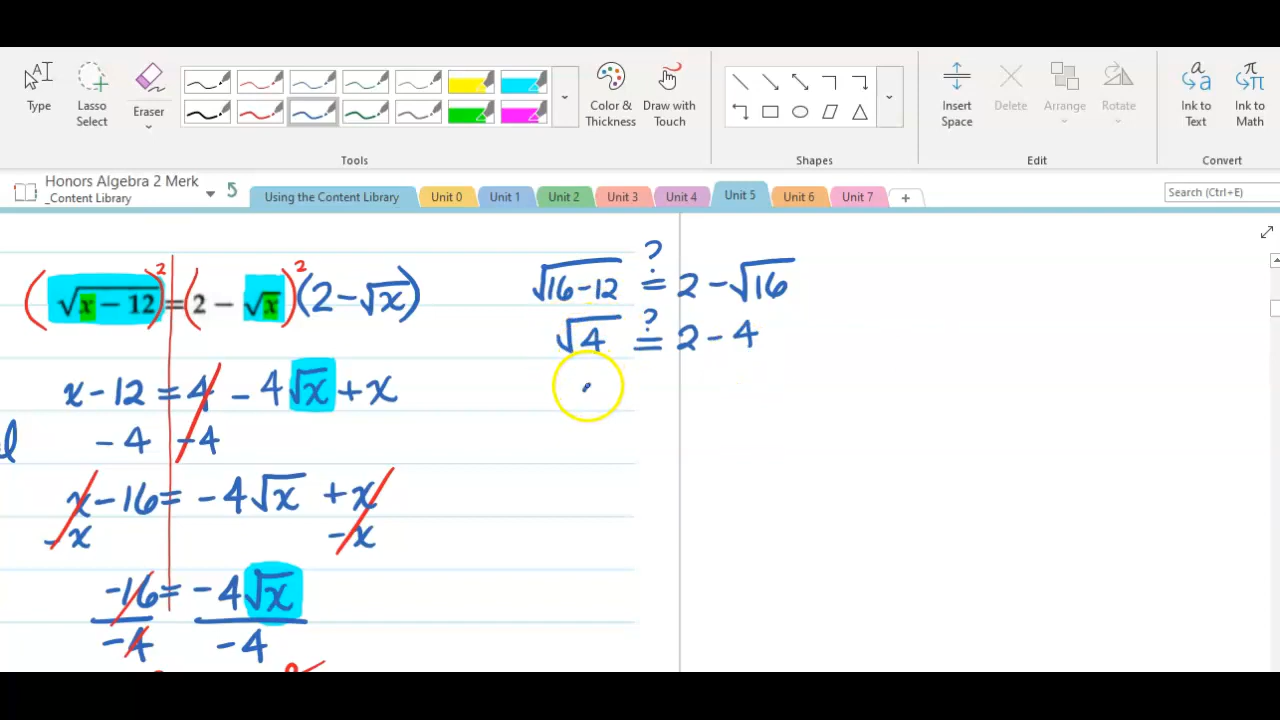 Type
Lasso Select
Eraser
Color & Thickness
Draw with Touch
Insert Space
Delete
Arrange
Rotate
a
a
Ink to Text
π
π
Ink to Math
Tools
Shapes
Edit
Convert
Honors Algebra 2 Merk
_Content Library
Using the Content Library
Unit 0
Unit 1
Unit 2
Unit 3
Unit 4
Unit 5
Unit 6
Unit 7
+
Search (Ctrl+E)
(√(x − 12))² = (2 − √x)² (2 − √x)
x − 12 = 4 − 4√x + x
− 4 − 4
x − 16 = − 4√x + x
− x − x
-16 = − 4√x
-4 -4
√(16 − 12) ≟ 2 − √16
√4 ≟ 2 − 4